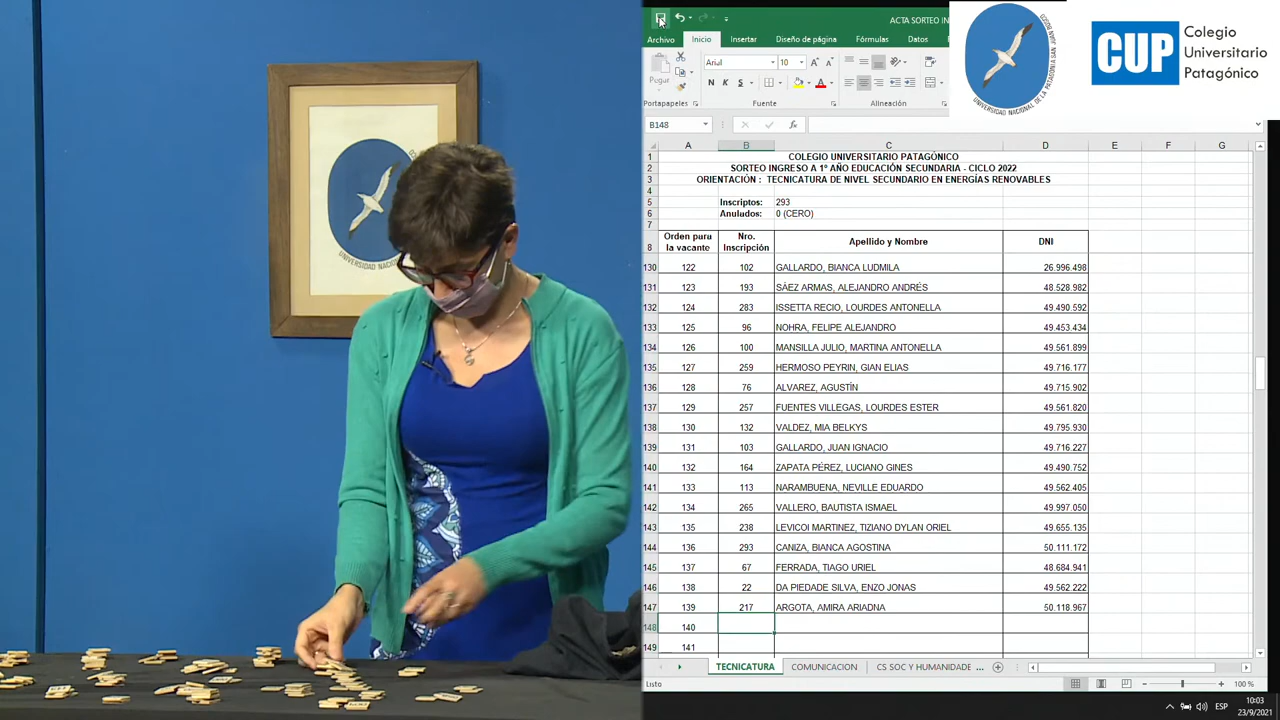 ACTA SORTEO IN
Archivo Inicio Insertar Diseño de página Fórmulas Datos
Pegar
Arial 10
N K S
Portapapeles Fuente Alineación
CUP Colegio Universitario Patagónico
B148 fx
A B C D E F G
1 COLEGIO UNIVERSITARIO PATAGÓNICO
2 SORTEO INGRESO A 1º AÑO EDUCACIÓN SECUNDARIA - CICLO 2022
3 ORIENTACIÓN : TECNICATURA DE NIVEL SECUNDARIO EN ENERGÍAS RENOVABLES
4
5 Inscriptos: 293
6 Anulados: 0 (CERO)
7
8 Orden para la vacante Nro. Inscripción Apellido y Nombre DNI
130 122 102 GALLARDO, BIANCA LUDMILA 26.996.498
131 123 193 SÁEZ ARMAS, ALEJANDRO ANDRÉS 48.528.982
132 124 283 ISSETTA RECIO, LOURDES ANTONELLA 49.490.592
133 125 96 NOHRA, FELIPE ALEJANDRO 49.453.434
134 126 100 MANSILLA JULIO, MARTINA ANTONELLA 49.561.899
135 127 259 HERMOSO PEYRIN, GIAN ELIAS 49.716.177
136 128 76 ALVAREZ, AGUSTÍN 49.715.902
137 129 257 FUENTES VILLEGAS, LOURDES ESTER 49.561.820
138 130 132 VALDEZ, MIA BELKYS 49.795.930
139 131 103 GALLARDO, JUAN IGNACIO 49.716.227
140 132 164 ZAPATA PÉREZ, LUCIANO GINES 49.490.752
141 133 113 NARAMBUENA, NEVILLE EDUARDO 49.562.405
142 134 265 VALLERO, BAUTISTA ISMAEL 49.997.050
143 135 238 LEVICOI MARTINEZ, TIZIANO DYLAN ORIEL 49.655.135
144 136 293 CANIZA, BIANCA AGOSTINA 50.111.172
145 137 67 FERRADA, TIAGO URIEL 48.684.941
146 138 22 DA PIEDADE SILVA, ENZO JONAS 49.562.222
147 139 217 ARGOTA, AMIRA ARIADNA 50.118.967
148 140
149 141
TECNICATURA COMUNICACION CS SOC Y HUMANIDADE ...
Listo 100 %
ESP 10:03
23/9/2021